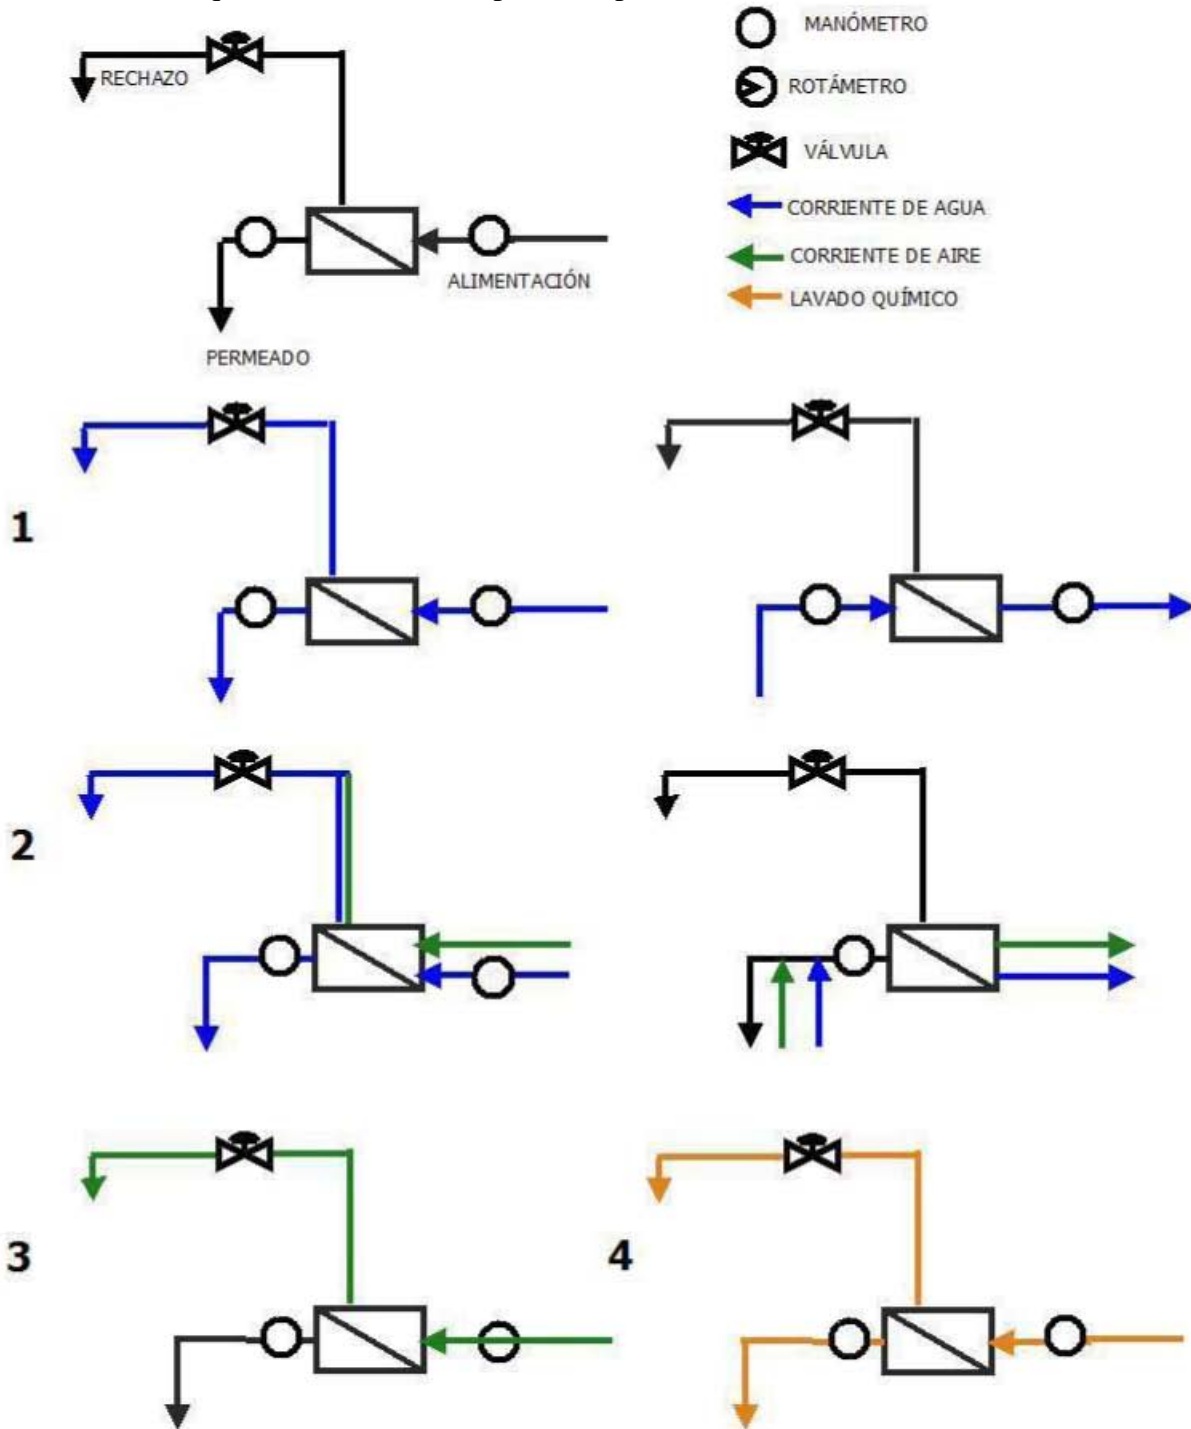 MANÓMETRO
RECHAZO
ROTÁMETRO
VÁLVULA
CORRIENTE DE AGUA
CORRIENTE DE AIRE
ALIMENTACIÓN
LAVADO QUÍMICO
PERMEADO
1
2
3
4